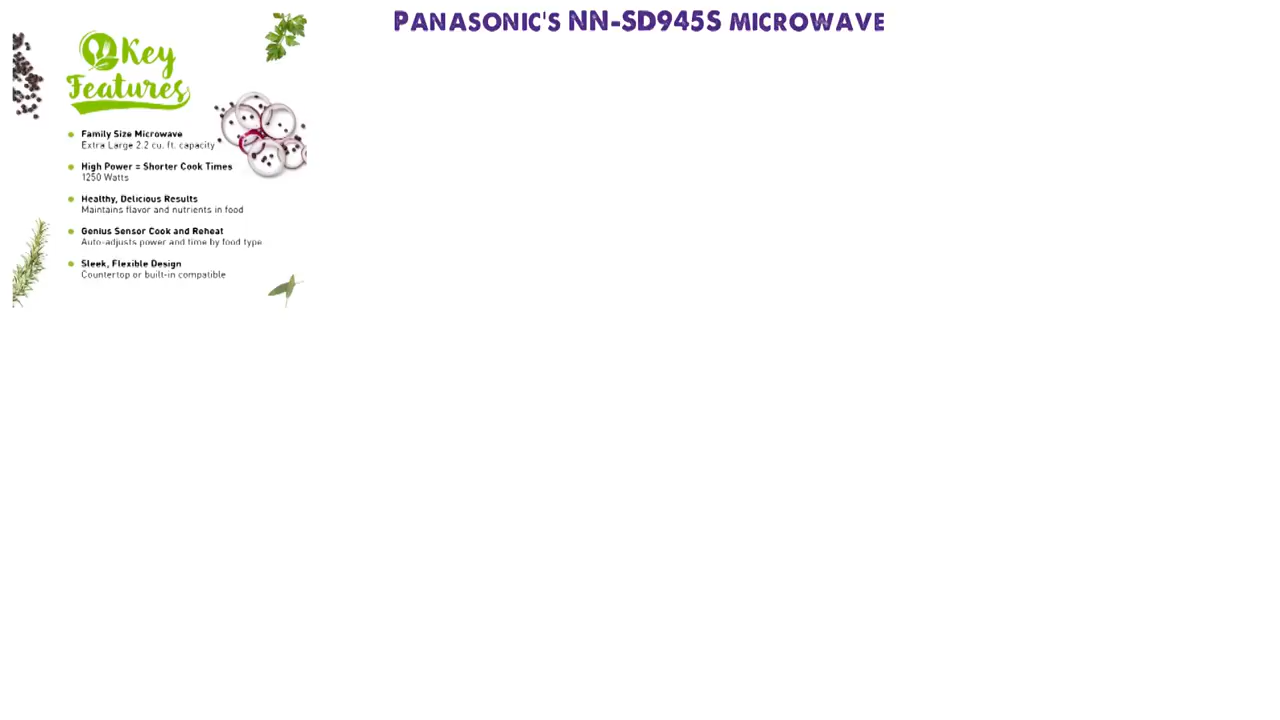 Panasonic's NN-SD945S microwave
Key
Features
Family Size Microwave
Extra Large 2.2 cu. ft. capacity
High Power = Shorter Cook Times
1250 Watts
Healthy, Delicious Results
Maintains flavor and nutrients in food
Genius Sensor Cook and Reheat
Auto-adjusts power and time by food type
Sleek, Flexible Design
Countertop or built-in compatible